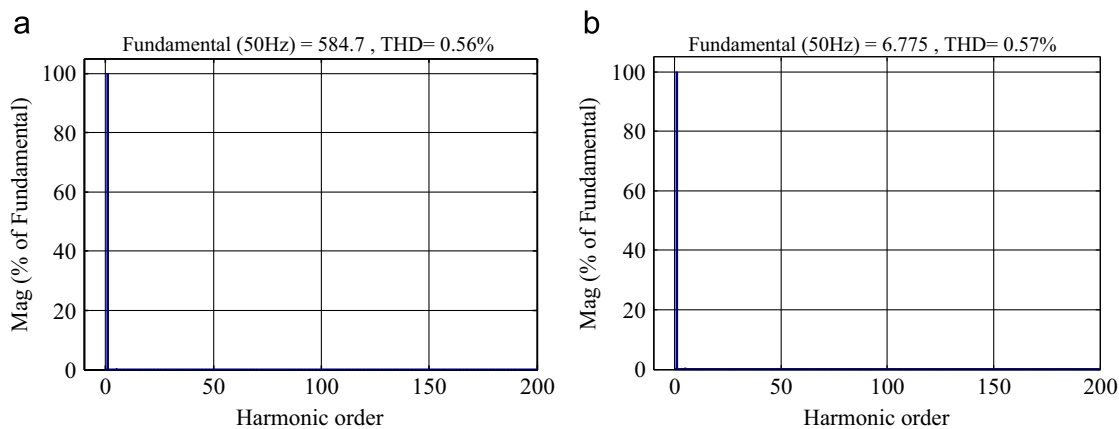 a
Fundamental (50Hz) = 584.7 , THD= 0.56%
Mag (% of Fundamental)
100
80
60
40
20
0
0 50 100 150 200
Harmonic order
b
Fundamental (50Hz) = 6.775 , THD= 0.57%
Mag (% of Fundamental)
100
80
60
40
20
0
0 50 100 150 200
Harmonic order